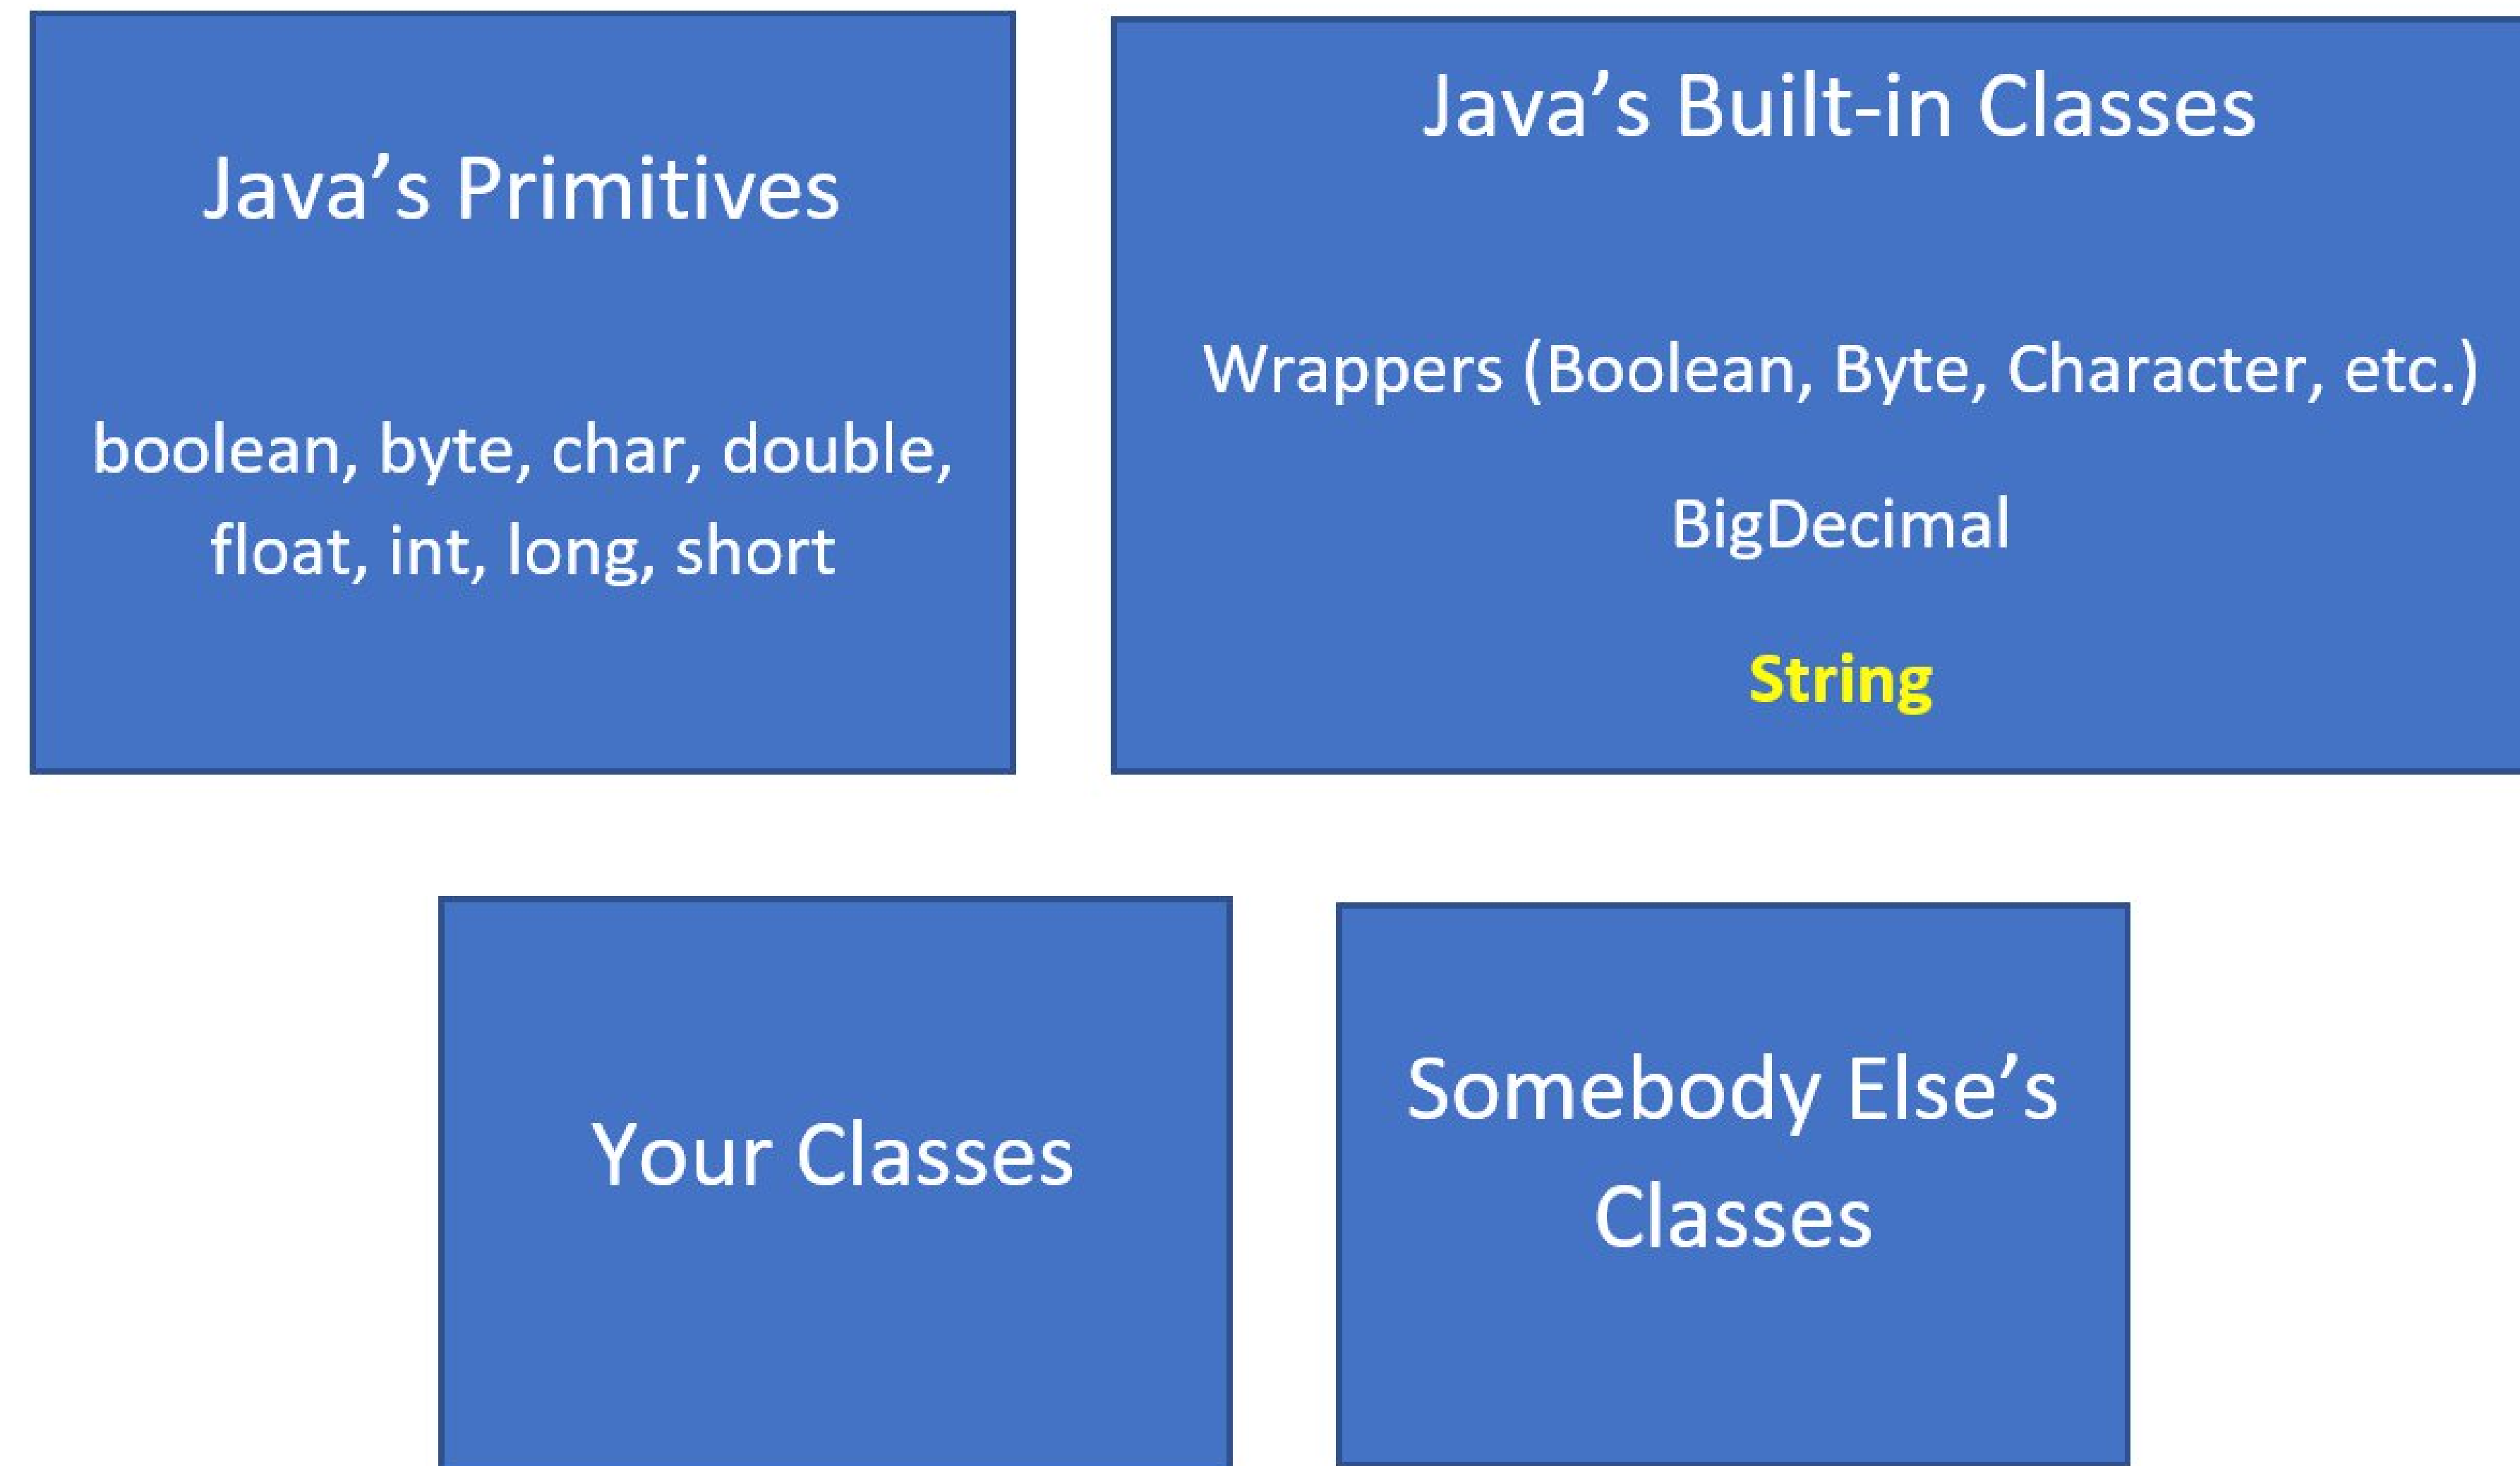 Java’s Primitives
boolean, byte, char, double,
float, int, long, short
Java’s Built-in Classes
Wrappers (Boolean, Byte, Character, etc.)
BigDecimal
String
Your Classes
Somebody Else’s
Classes